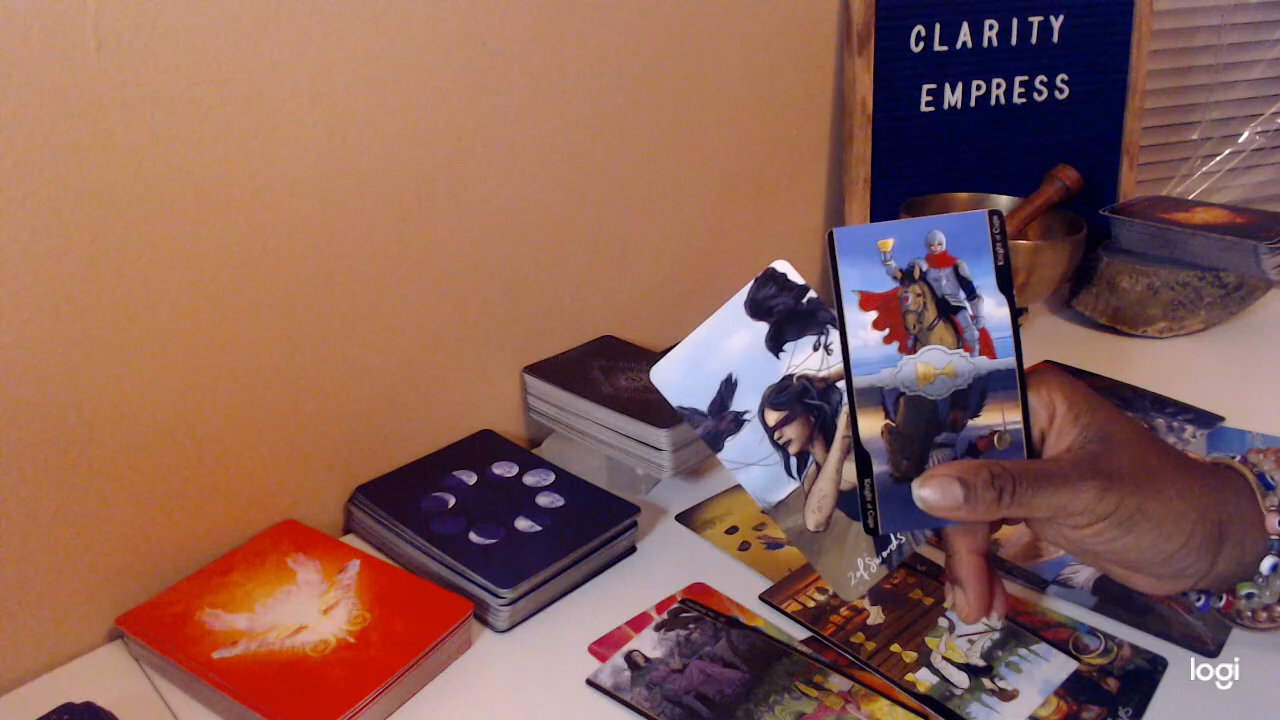 CLARITY
EMPRESS
Knight of Cups
Knight of Cups
2 of Swords
logi